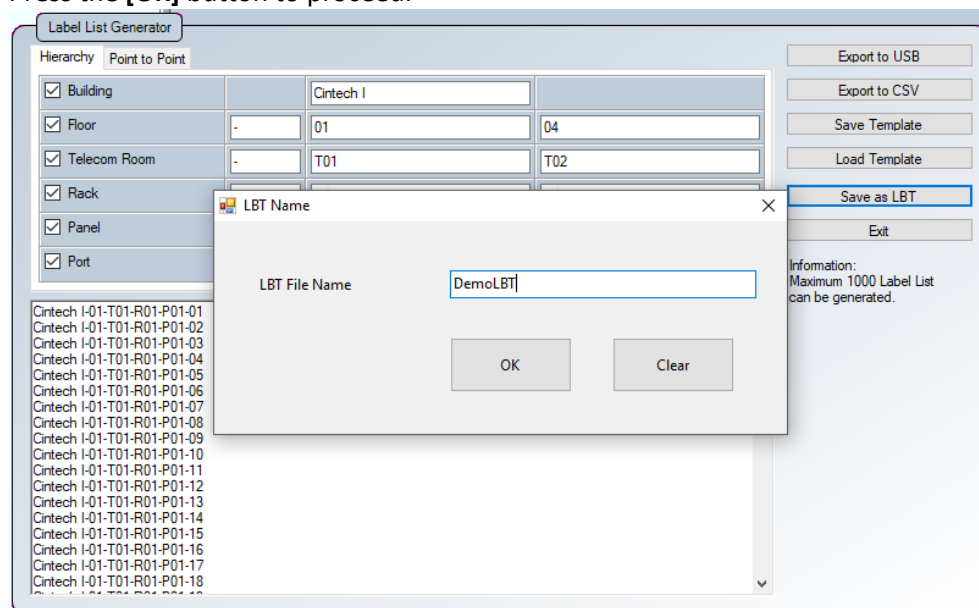 Press the [OK] button to proceed.
Label List Generator
Hierarchy Point to Point
Building Cintech I
Floor - 01 04
Telecom Room - T01 T02
Rack
Panel
Port
Export to USB
Export to CSV
Save Template
Load Template
Save as LBT
Exit
Information:
Maximum 1000 Label List
can be generated.
LBT Name
LBT File Name DemoLBT
OK Clear
Cintech I-01-T01-R01-P01-01
Cintech I-01-T01-R01-P01-02
Cintech I-01-T01-R01-P01-03
Cintech I-01-T01-R01-P01-04
Cintech I-01-T01-R01-P01-05
Cintech I-01-T01-R01-P01-06
Cintech I-01-T01-R01-P01-07
Cintech I-01-T01-R01-P01-08
Cintech I-01-T01-R01-P01-09
Cintech I-01-T01-R01-P01-10
Cintech I-01-T01-R01-P01-11
Cintech I-01-T01-R01-P01-12
Cintech I-01-T01-R01-P01-13
Cintech I-01-T01-R01-P01-14
Cintech I-01-T01-R01-P01-15
Cintech I-01-T01-R01-P01-16
Cintech I-01-T01-R01-P01-17
Cintech I-01-T01-R01-P01-18